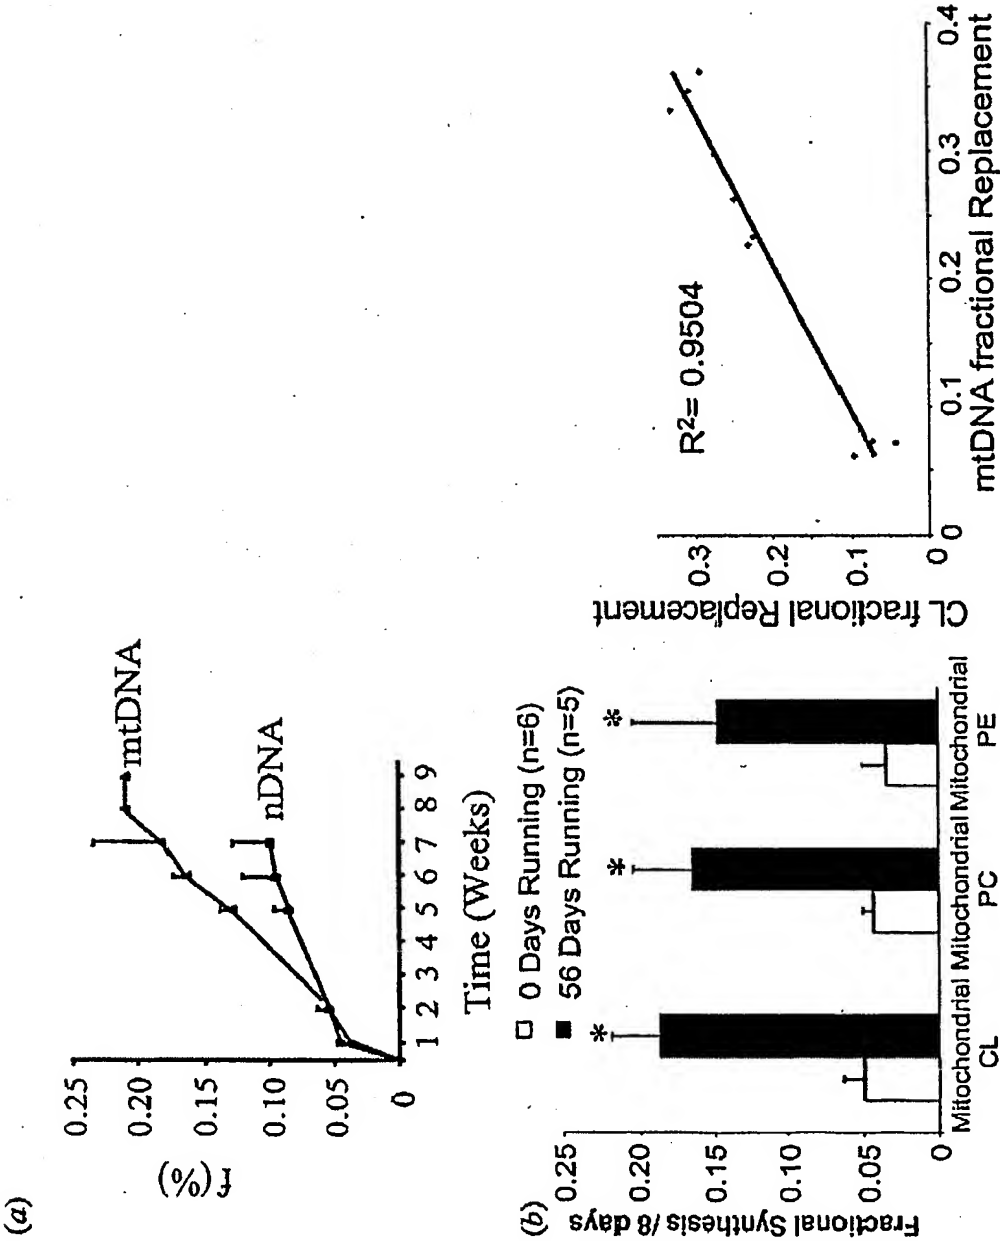 (a)
f (%)
0.25
0.20
0.15
0.10
0.05
0
mtDNA
nDNA
1 2 3 4 5 6 7 8 9
Time (Weeks)
(b)
0 Days Running (n=6)
56 Days Running (n=5)
Fractional Synthesis /8 days
0.25
0.20
0.15
0.10
0.05
0
*
*
*
Mitochondrial Mitochondrial Mitochondrial
CL PC PE
CL fractional Replacement
0.3
0.2
0.1
0
R²= 0.9504
0 0.1 0.2 0.3 0.4
mtDNA fractional Replacement